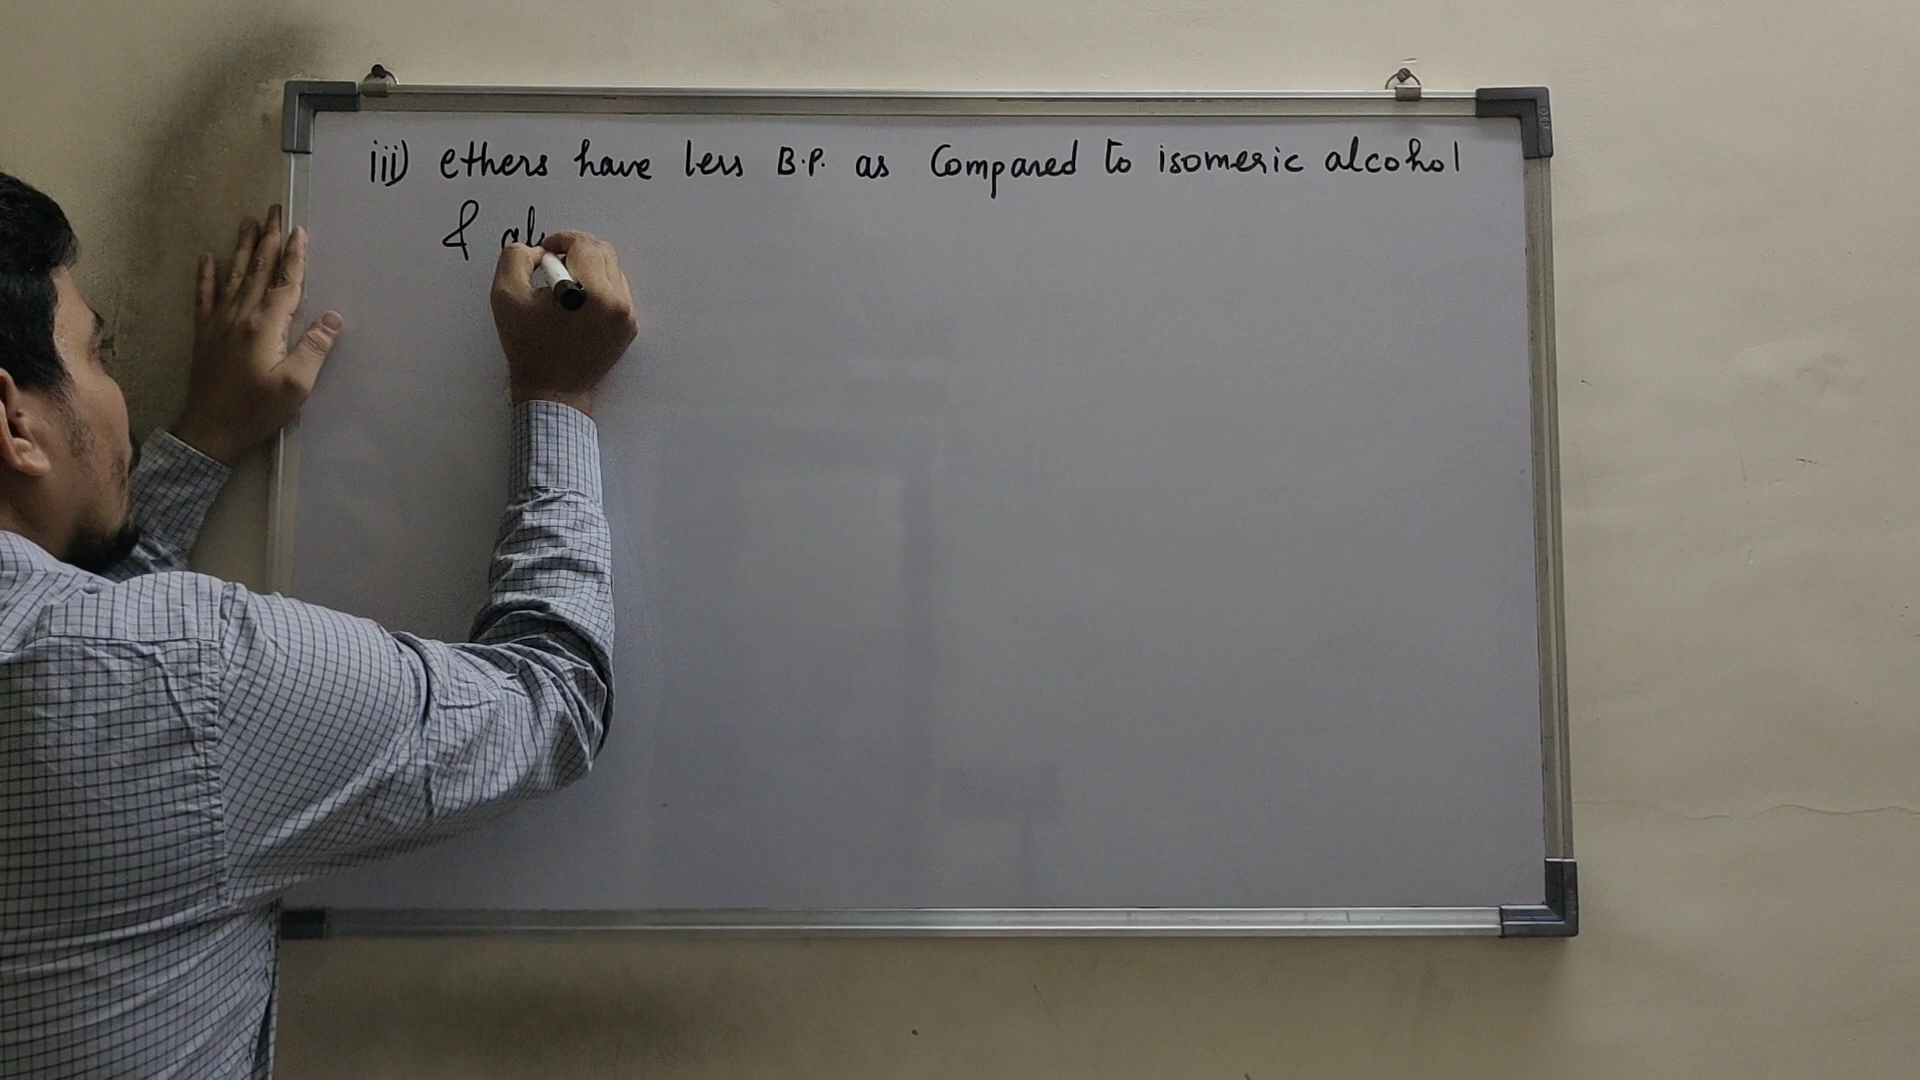 iii) ethers have less B.P. as Compared to isomeric alcohol
&